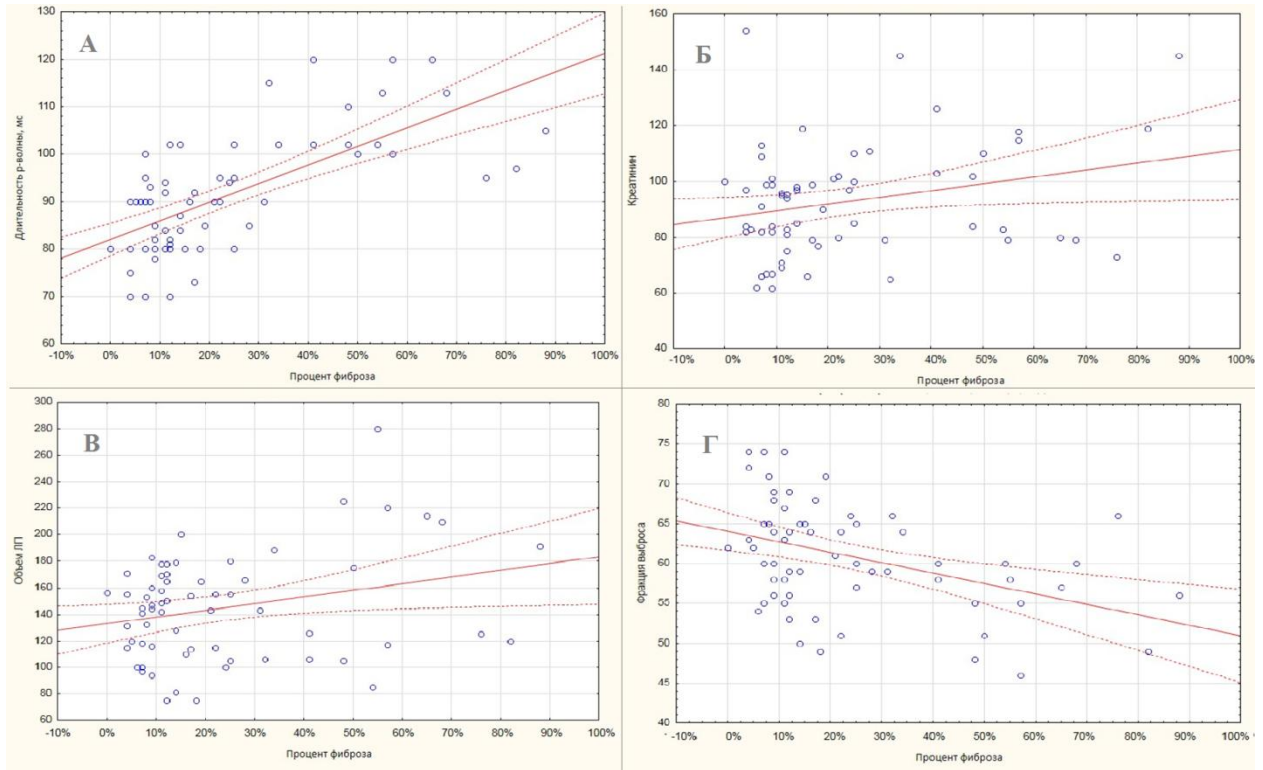 А
Длительность р-волны, мс
130
120
110
100
90
80
70
60
-10% 0% 10% 20% 30% 40% 50% 60% 70% 80% 90% 100%
Процент фиброза
Б
Креатинин
160
140
120
100
80
60
40
-10% 0% 10% 20% 30% 40% 50% 60% 70% 80% 90% 100%
Процент фиброза
В
Объем ЛП
300
280
260
240
220
200
180
160
140
120
100
80
60
-10% 0% 10% 20% 30% 40% 50% 60% 70% 80% 90% 100%
Процент фиброза
Г
Фракция выброса
80
75
70
65
60
55
50
45
40
-10% 0% 10% 20% 30% 40% 50% 60% 70% 80% 90% 100%
Процент фиброза